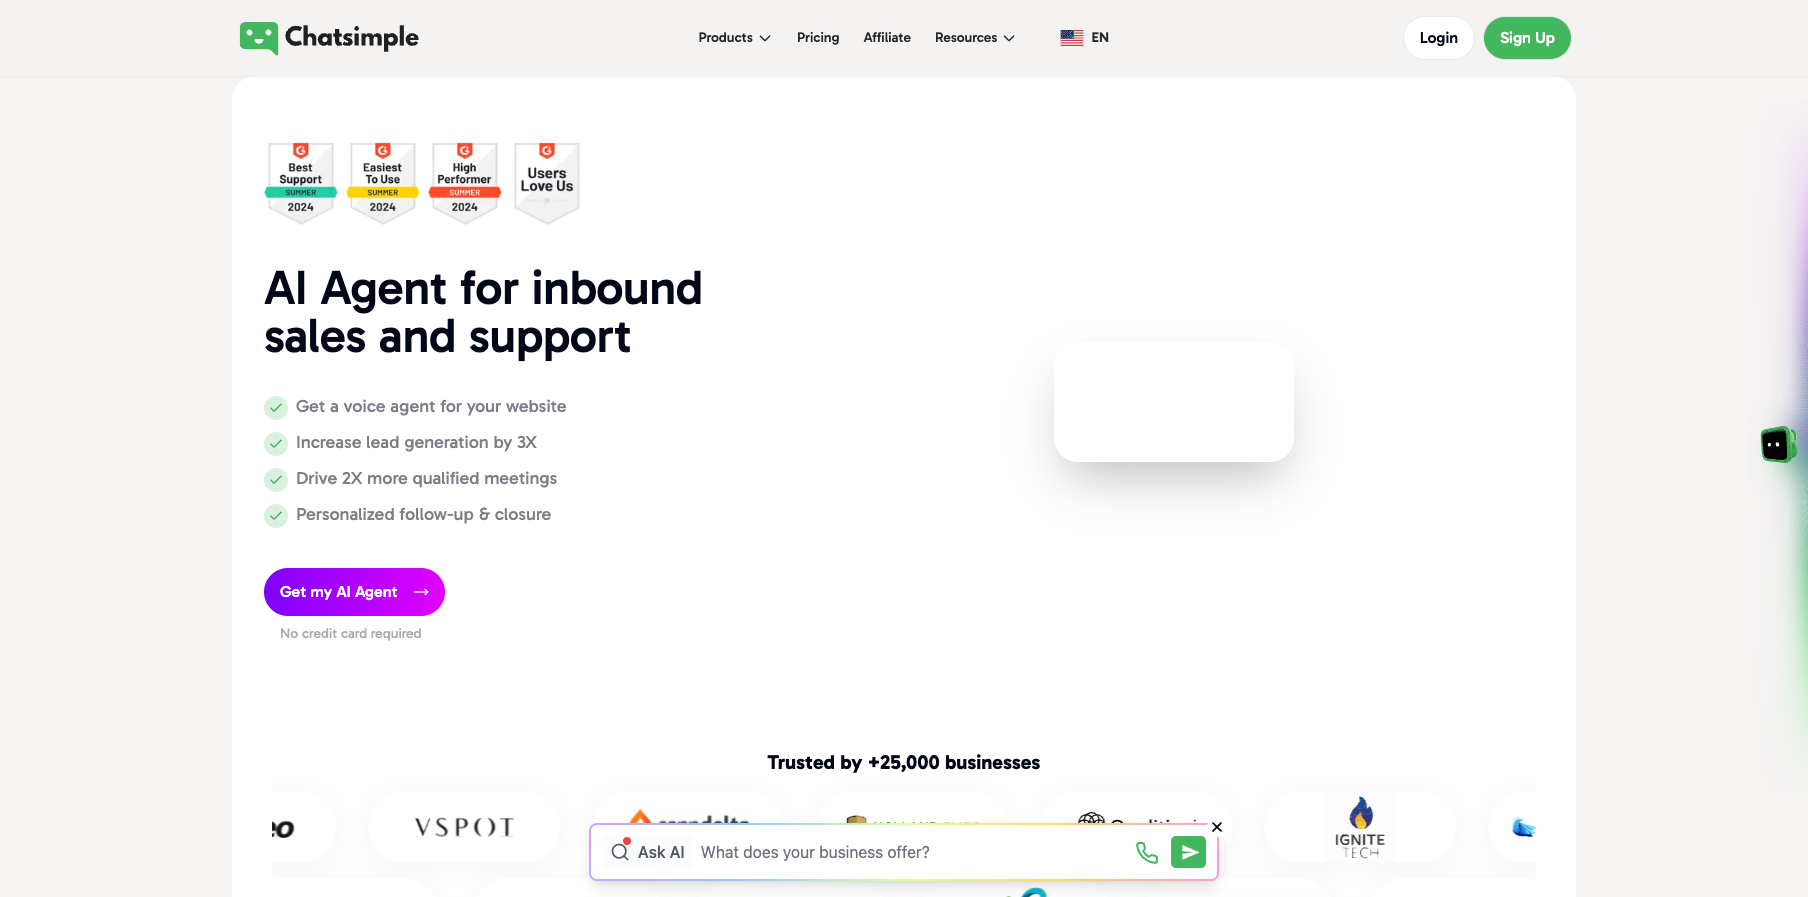 Chatsimple
Products
Pricing
Affiliate
Resources
EN
Login
Sign Up
Best Support
SUMMER
2024
Easiest To Use
SUMMER
2024
High Performer
SUMMER
2024
Users Love Us
AI Agent for inbound
sales and support
Get a voice agent for your website
Increase lead generation by 3X
Drive 2X more qualified meetings
Personalized follow-up & closure
Get my AI Agent
No credit card required
Trusted by +25,000 businesses
VSPOT
IGNITE
TECH
Ask AI
What does your business offer?